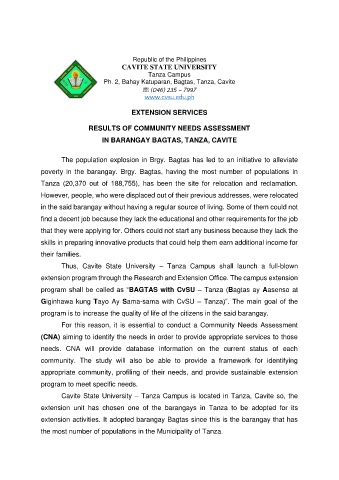 Republic of the Philippines
CAVITE STATE UNIVERSITY
Tanza Campus
Ph. 2, Bahay Katuparan, Bagtas, Tanza, Cavite
(046) 235 – 7997
www.cvsu.edu.ph
EXTENSION SERVICES
RESULTS OF COMMUNITY NEEDS ASSESSMENT
IN BARANGAY BAGTAS, TANZA, CAVITE
The population explosion in Brgy. Bagtas has led to an initiative to alleviate
poverty in the barangay. Brgy. Bagtas, having the most number of populations in
Tanza (20,370 out of 188,755), has been the site for relocation and reclamation.
However, people, who were displaced out of their previous addresses, were relocated
in the said barangay without having a regular source of living. Some of them could not
find a decent job because they lack the educational and other requirements for the job
that they were applying for. Others could not start any business because they lack the
skills in preparing innovative products that could help them earn additional income for
their families.
Thus, Cavite State University – Tanza Campus shall launch a full-blown
extension program through the Research and Extension Office. The campus extension
program shall be called as “BAGTAS with CvSU – Tanza (Bagtas ay Aasenso at
Giginhawa kung Tayo Ay Sama-sama with CvSU – Tanza)”. The main goal of the
program is to increase the quality of life of the citizens in the said barangay.
For this reason, it is essential to conduct a Community Needs Assessment
(CNA) aiming to identify the needs in order to provide appropriate services to those
needs. CNA will provide database information on the current status of each
community. The study will also be able to provide a framework for identifying
appropriate community, profiling of their needs, and provide sustainable extension
program to meet specific needs.
Cavite State University – Tanza Campus is located in Tanza, Cavite so, the
extension unit has chosen one of the barangays in Tanza to be adopted for its
extension activities. It adopted barangay Bagtas since this is the barangay that has
the most number of populations in the Municipality of Tanza.